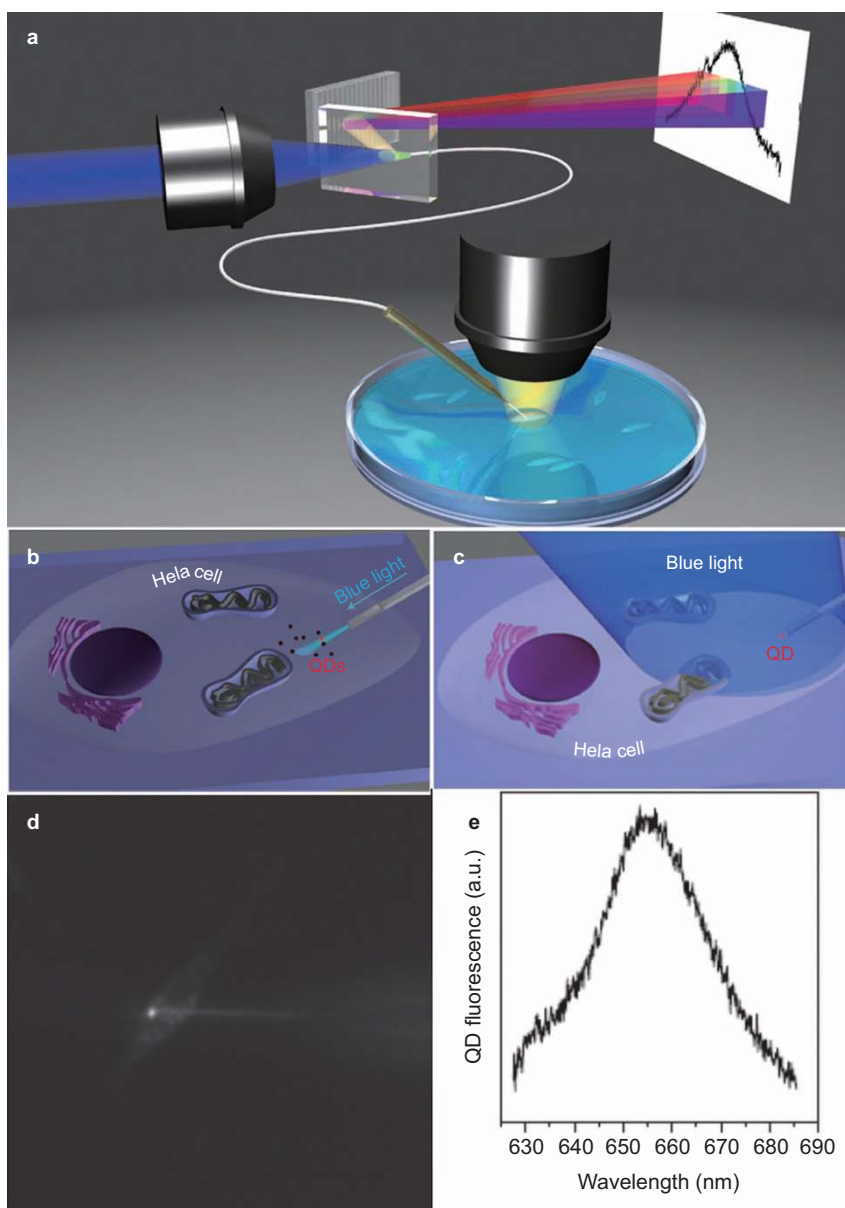 a
b
Hela cell
Blue light
QDs
c
Blue light
QD
Hela cell
d
e
QD fluorescence (a.u.)
630 640 650 660 670 680 690
Wavelength (nm)